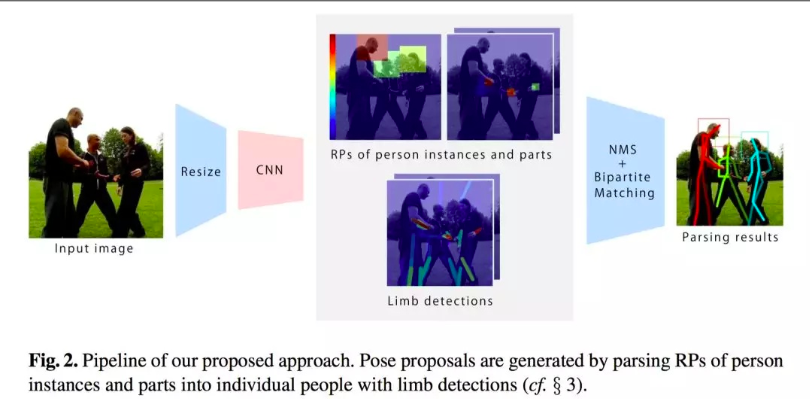 Input image
Resize
CNN
RPs of person instances and parts
Limb detections
NMS
+
Bipartite
Matching
Parsing results
Fig. 2. Pipeline of our proposed approach. Pose proposals are generated by parsing RPs of person
instances and parts into individual people with limb detections (cf. § 3).